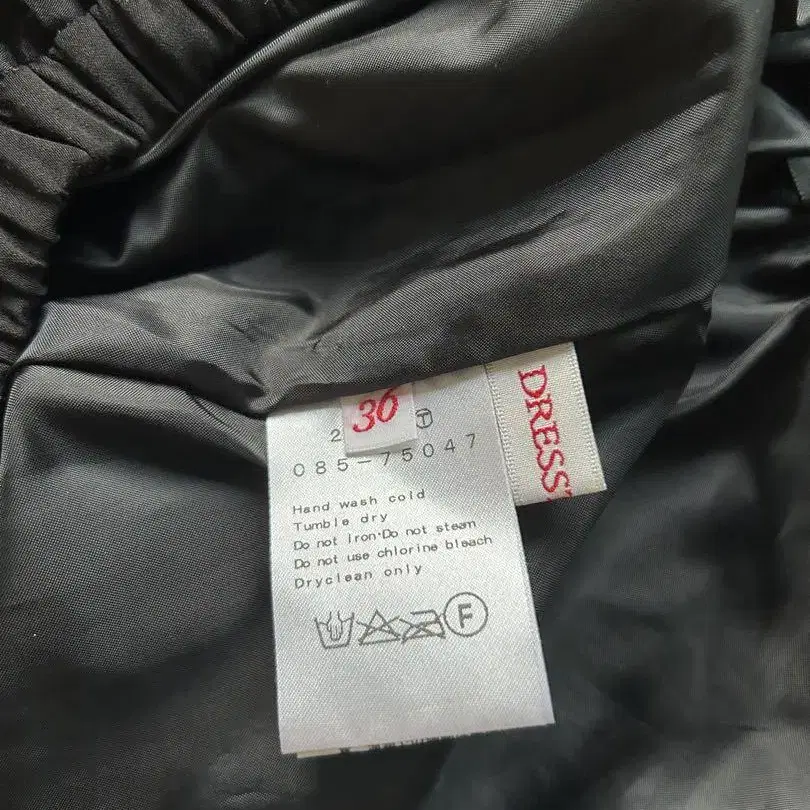 36
2 Ⓣ
085-75047
DRESS
Hand wash cold
Tumble dry
Do not iron·Do not steam
Do not use chlorine bleach
Dryclean only
F